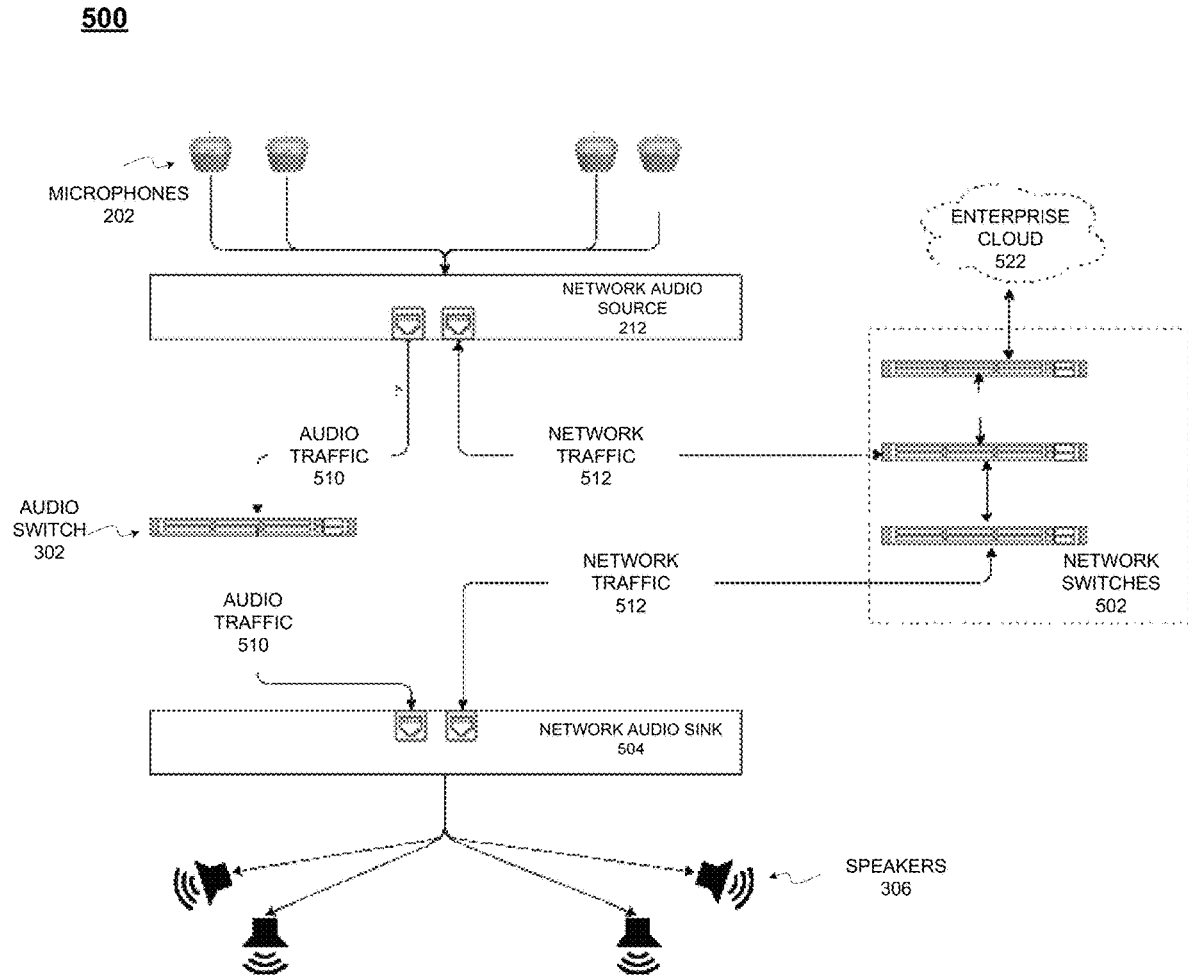 500
MICROPHONES
202
NETWORK AUDIO
SOURCE
212
ENTERPRISE
CLOUD
522
AUDIO
TRAFFIC
510
NETWORK
TRAFFIC
512
AUDIO
SWITCH
302
NETWORK
TRAFFIC
512
NETWORK
SWITCHES
502
AUDIO
TRAFFIC
510
NETWORK AUDIO SINK
504
SPEAKERS
306